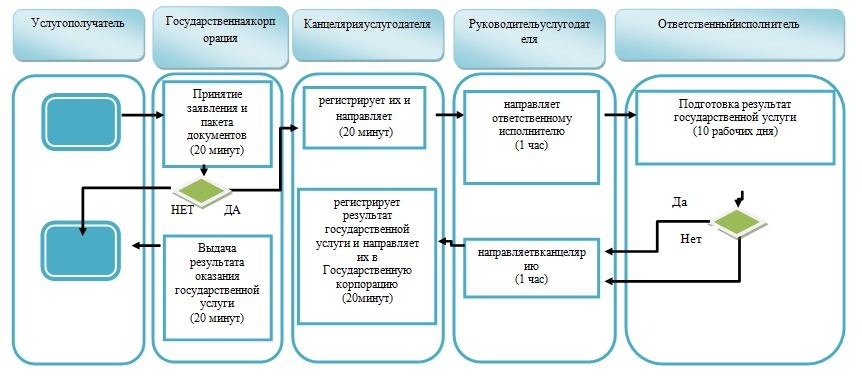 Услугополучатель
Государственнаякорп
орация
Канцелярияуслугодателя
Руководительуслугодат
еля
Ответственныйисполнитель
Принятие
заявления и
пакета
документов
(20 минут)
регистрирует их и
направляет
(20 минут)
направляет
ответственному
исполнителю
(1 час)
Подготовка результат
государственной услуги
(10 рабочих дня)
НЕТ
ДА
Да
Нет
Выдача
результата
оказания
государственной
услуги
(20 минут)
регистрирует
результат
государственной
услуги и направляет
их в
Государственную
корпорацию
(20минут)
направляетвканцеляр
ию
(1 час)